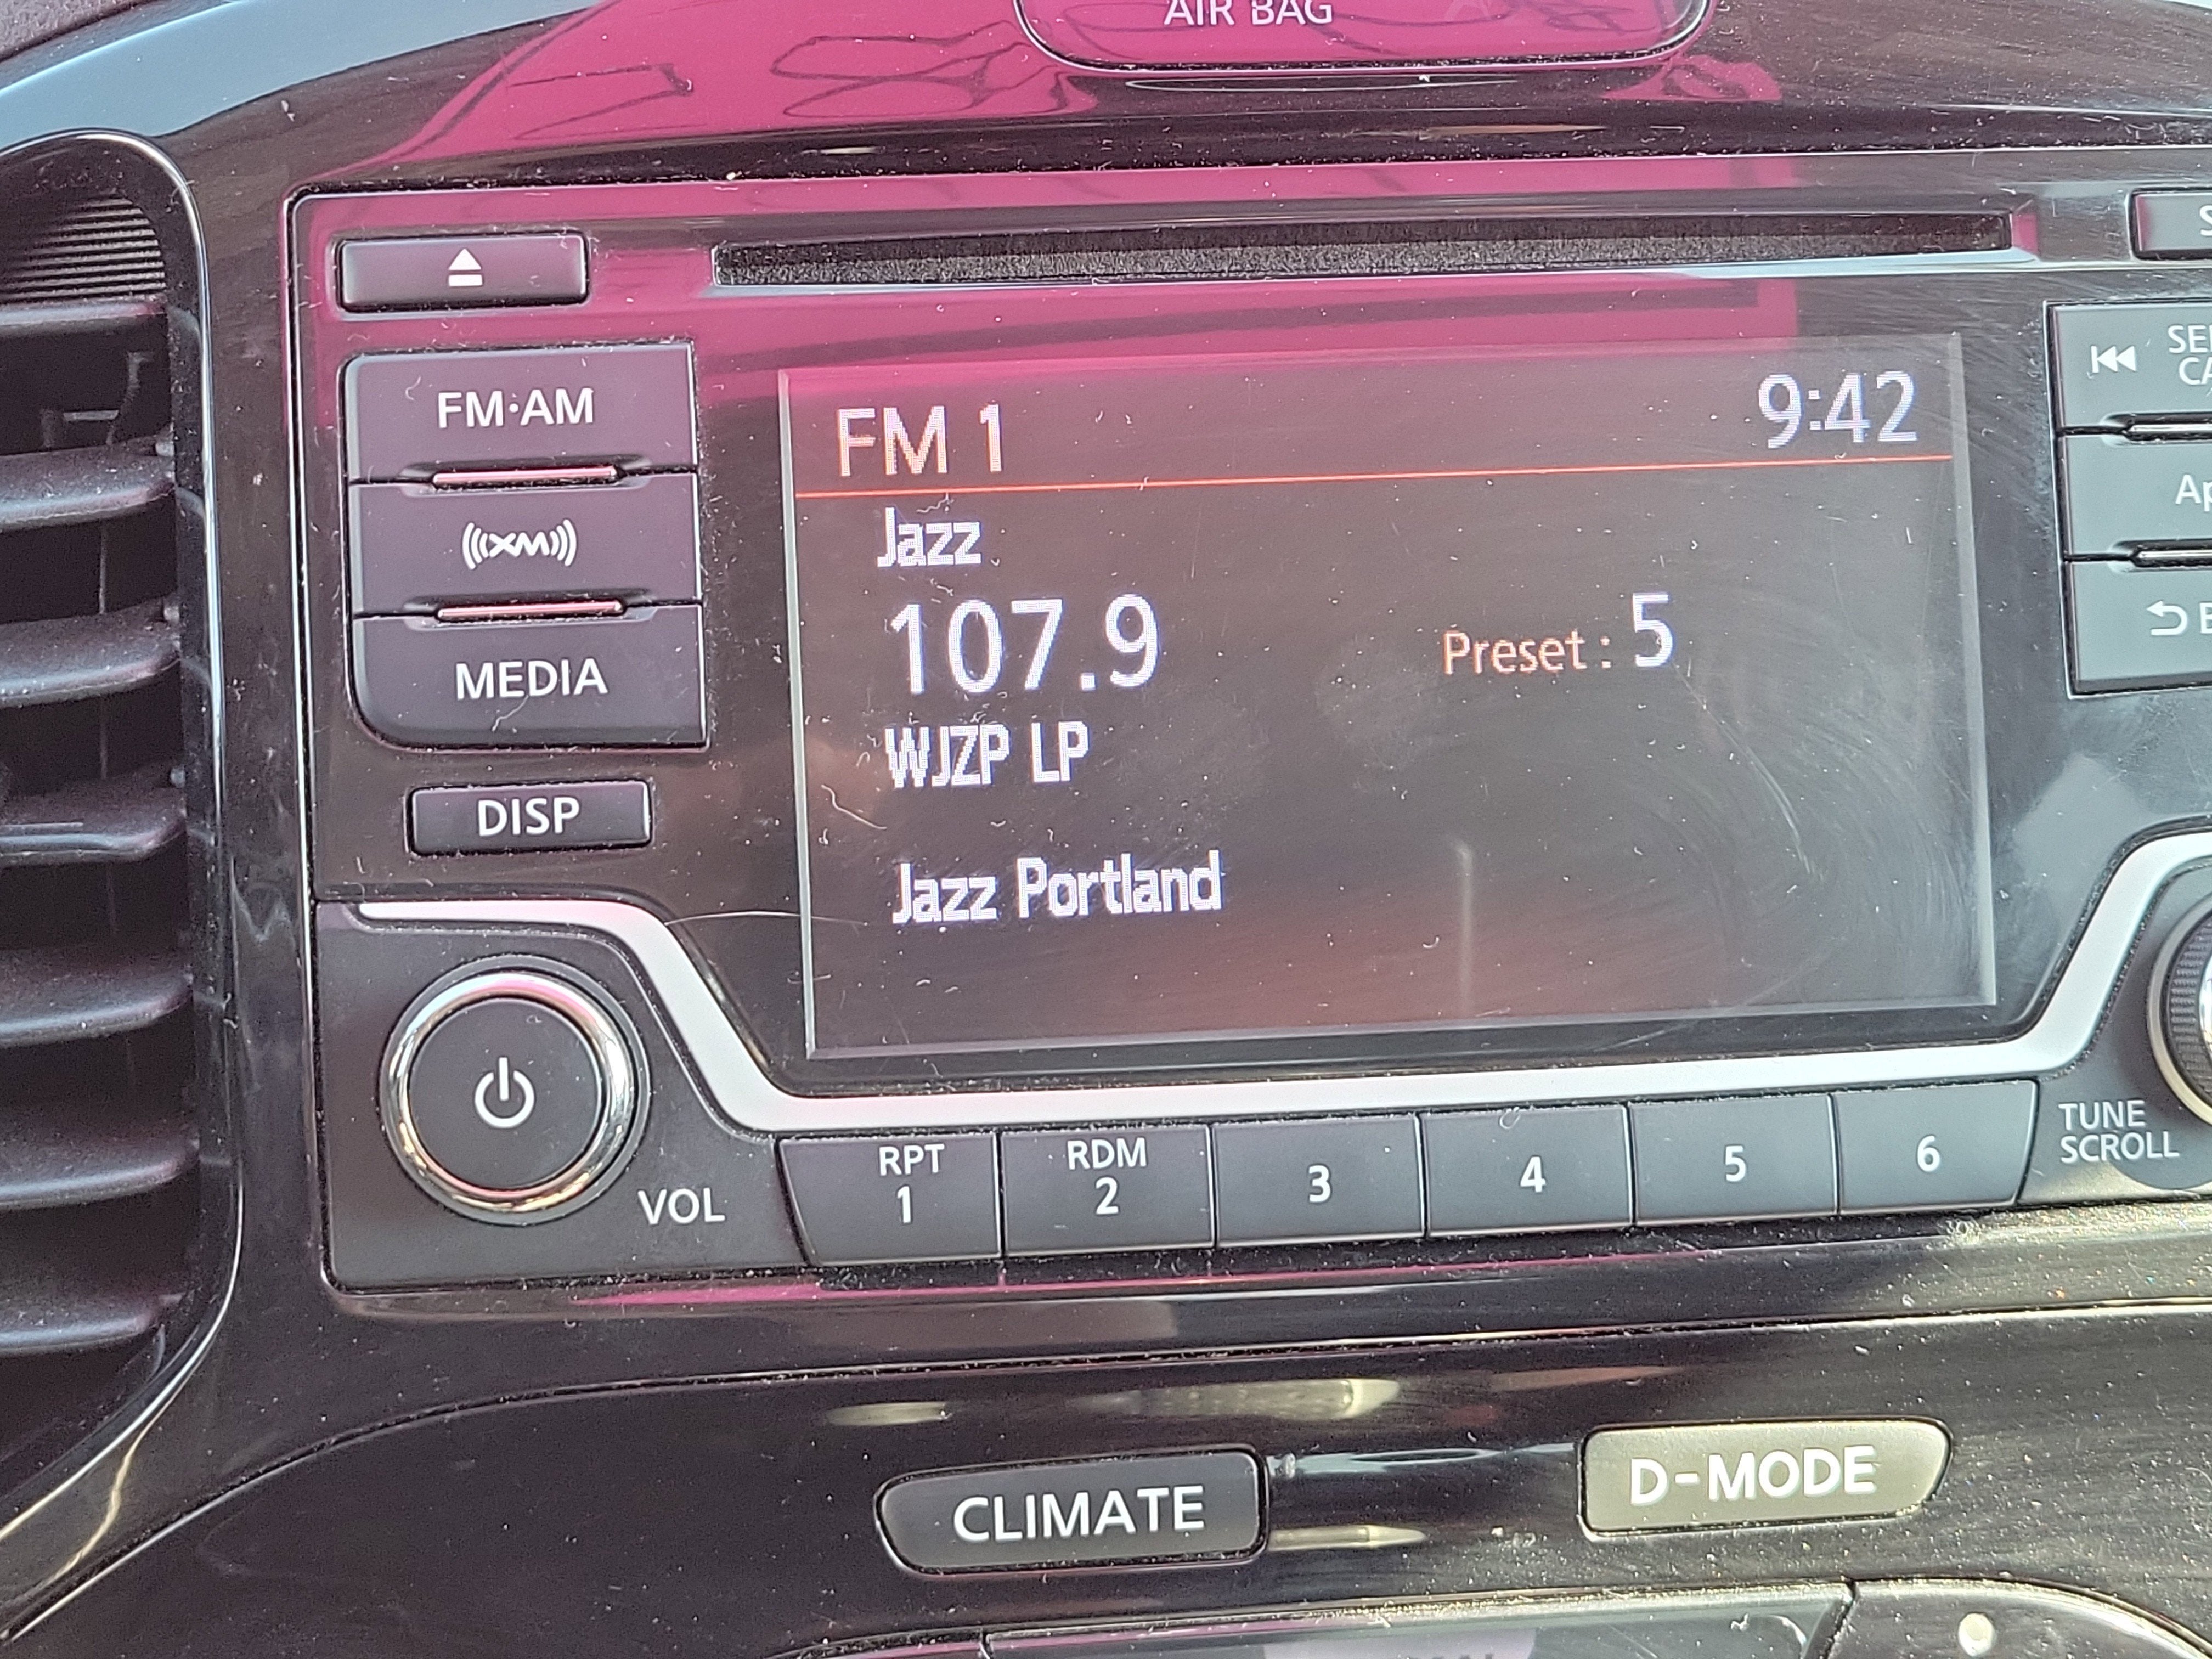 AIR BAG
FM·AM
XM
MEDIA
DISP
FM 1
9:42
Jazz
107.9
Preset : 5
WJZP LP
Jazz Portland
VOL
RPT
1
RDM
2
3
4
5
6
TUNE
SCROLL
CLIMATE
D-MODE